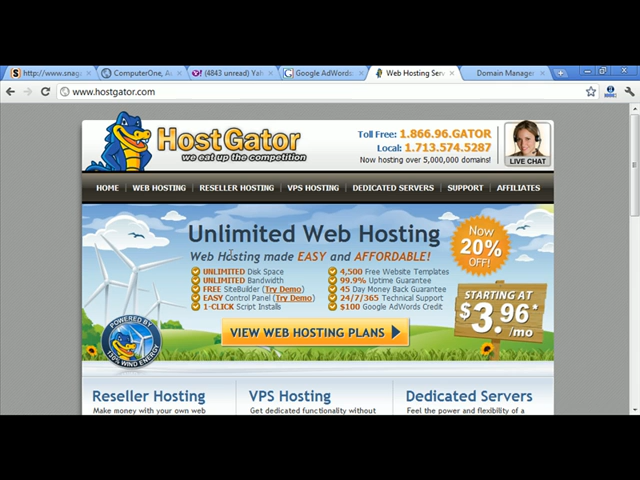 http://www.snag
ComputerOne, A
(4843 unread) Yah
Google AdWords:
Web Hosting Serv
Domain Manager
www.hostgator.com
HostGator
we eat up the competition
Toll Free: 1.866.96.GATOR
Local: 1.713.574.5287
Now hosting over 5,000,000 domains!
LIVE CHAT
HOME
WEB HOSTING
RESELLER HOSTING
VPS HOSTING
DEDICATED SERVERS
SUPPORT
AFFILIATES
Unlimited Web Hosting
Web Hosting made EASY and AFFORDABLE!
UNLIMITED Disk Space
UNLIMITED Bandwidth
FREE SiteBuilder (Try Demo)
EASY Control Panel (Try Demo)
1-CLICK Script Installs
4,500 Free Website Templates
99.9% Uptime Guarantee
45 Day Money Back Guarantee
24/7/365 Technical Support
$100 Google AdWords Credit
Now
20%
OFF!
STARTING AT
$3.96*
/mo
VIEW WEB HOSTING PLANS
POWERED BY
130% WIND ENERGY
Reseller Hosting
Make money with your own web
VPS Hosting
Get dedicated functionality without
Dedicated Servers
Feel the power and flexibility of a